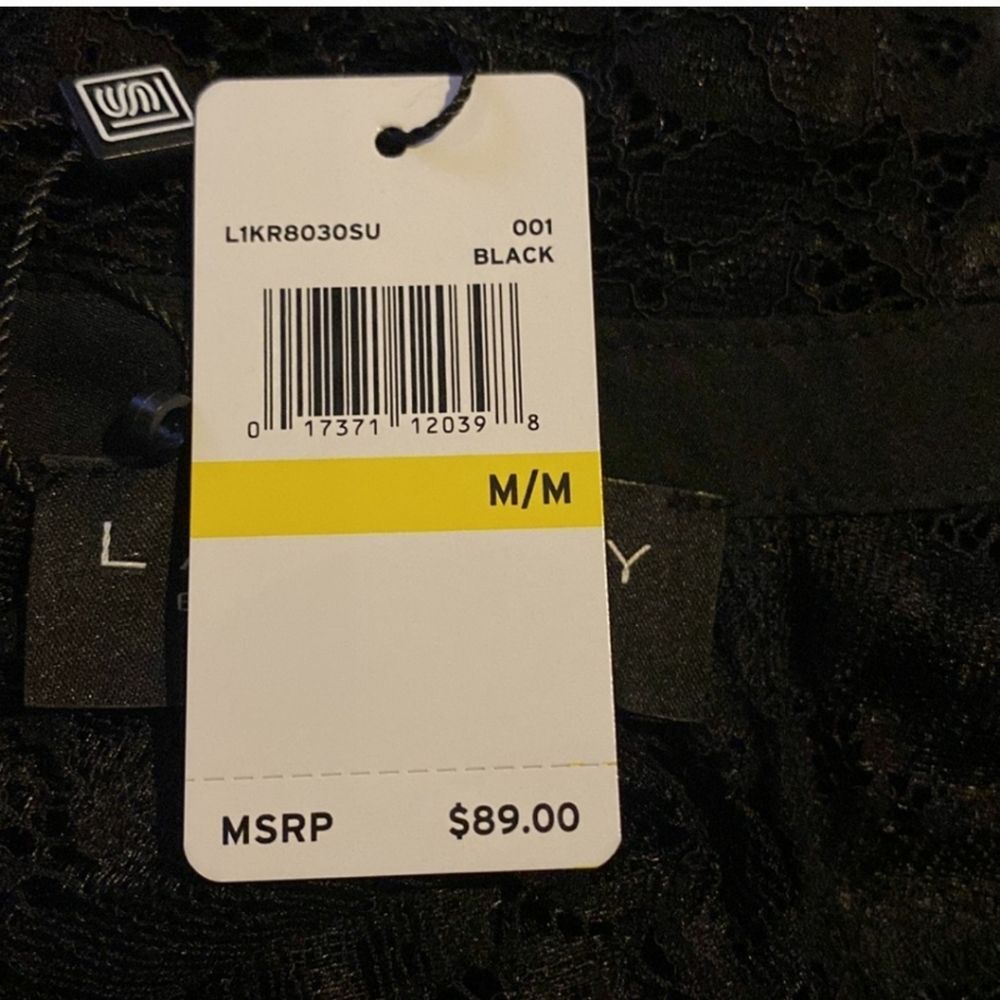 L1KR8030SU
001
BLACK
0 17371 12039 8
M/M
L
Y
MSRP $89.00